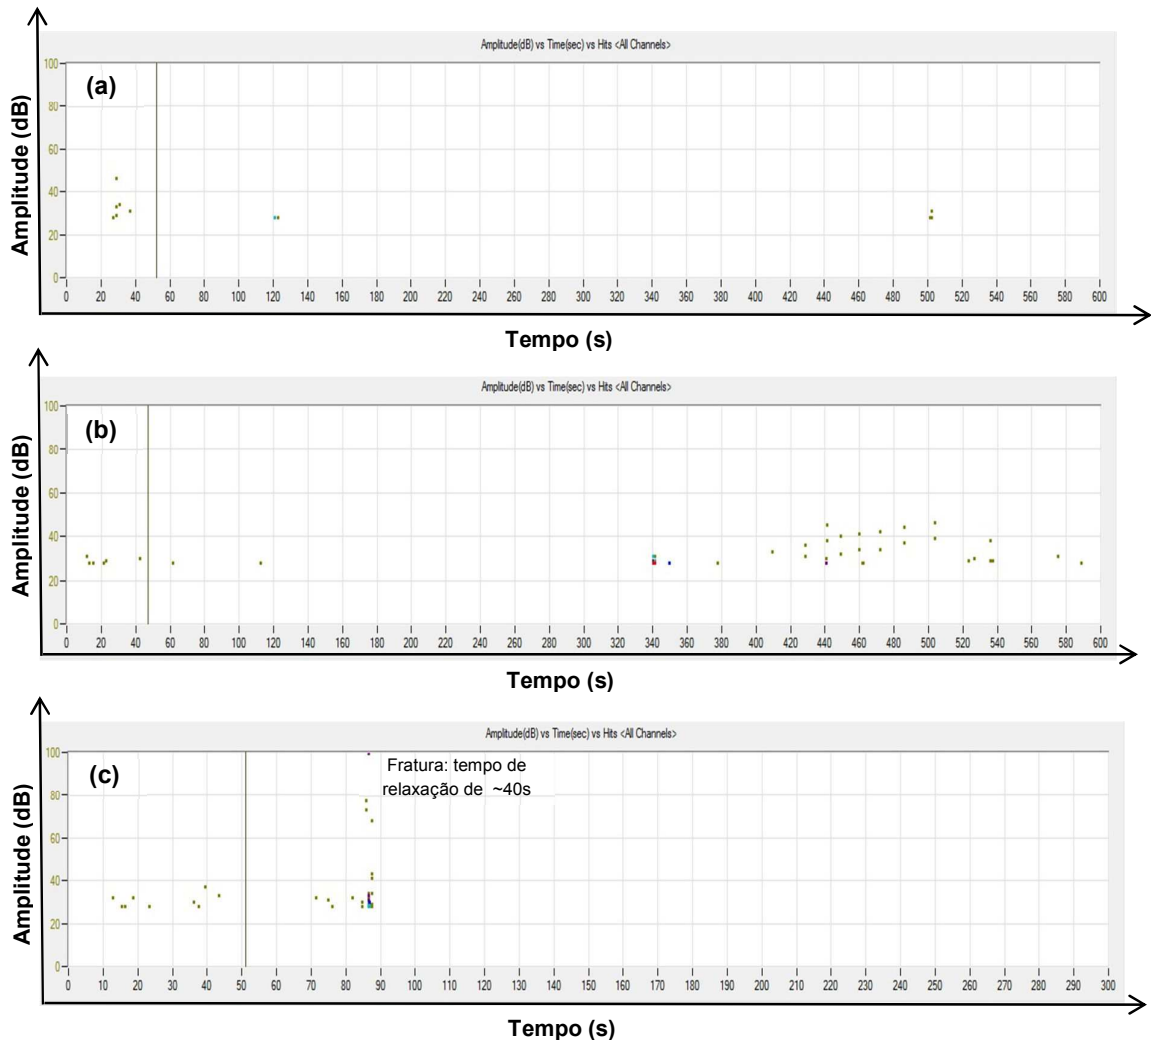 Amplitude(dB) vs Time(sec) vs Hits <All Channels>
(a)
Amplitude (dB)
100
80
60
40
20
0
0 20 40 60 80 100 120 140 160 180 200 220 240 260 280 300 320 340 360 380 400 420 440 460 480 500 520 540 560 580 600
Tempo (s)
Amplitude(dB) vs Time(sec) vs Hits <All Channels>
(b)
Amplitude (dB)
100
80
60
40
20
0
0 20 40 60 80 100 120 140 160 180 200 220 240 260 280 300 320 340 360 380 400 420 440 460 480 500 520 540 560 580 600
Tempo (s)
Amplitude(dB) vs Time(sec) vs Hits <All Channels>
(c)
Fratura: tempo de
relaxação de ~40s
Amplitude (dB)
100
80
60
40
20
0
0 10 20 30 40 50 60 70 80 90 100 110 120 130 140 150 160 170 180 190 200 210 220 230 240 250 260 270 280 290 300
Tempo (s)